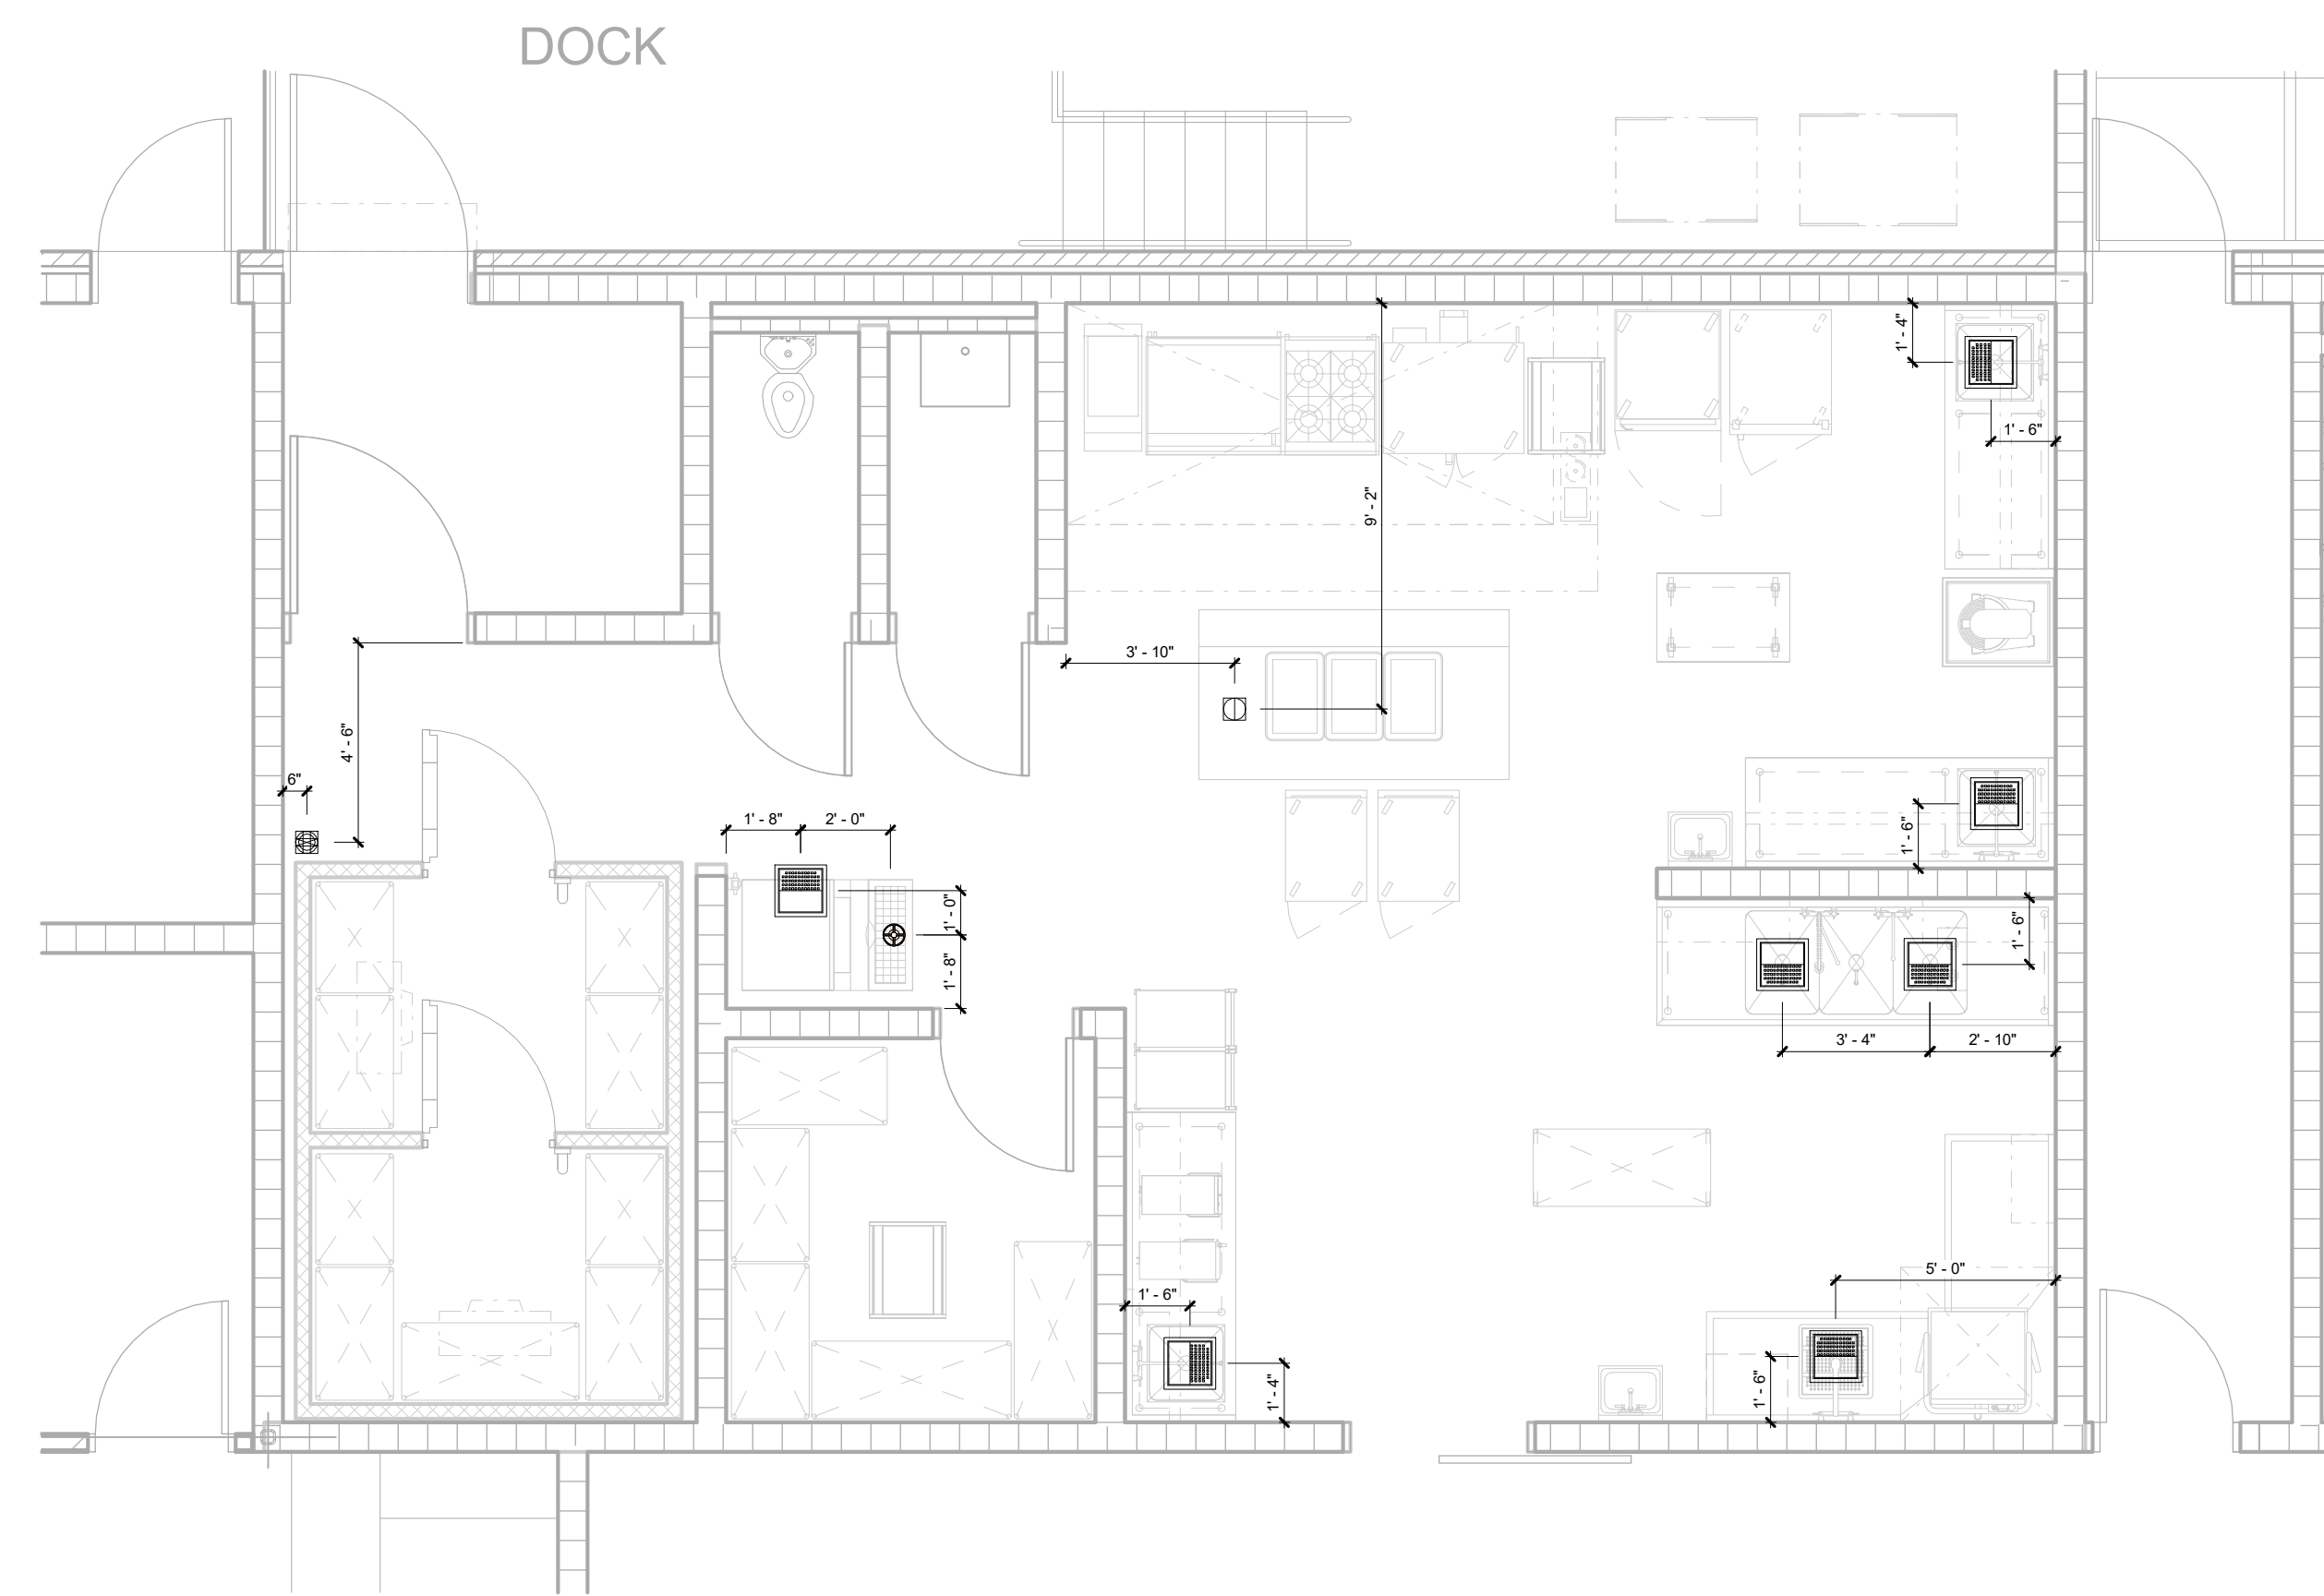 DOCK
1' - 4"
1' - 6"
9' - 2"
3' - 10"
4' - 6"
6"
1' - 8"
2' - 0"
1' - 6"
1' - 0"
1' - 8"
1' - 6"
3' - 4"
2' - 10"
5' - 0"
1' - 6"
1' - 4"
1' - 6"